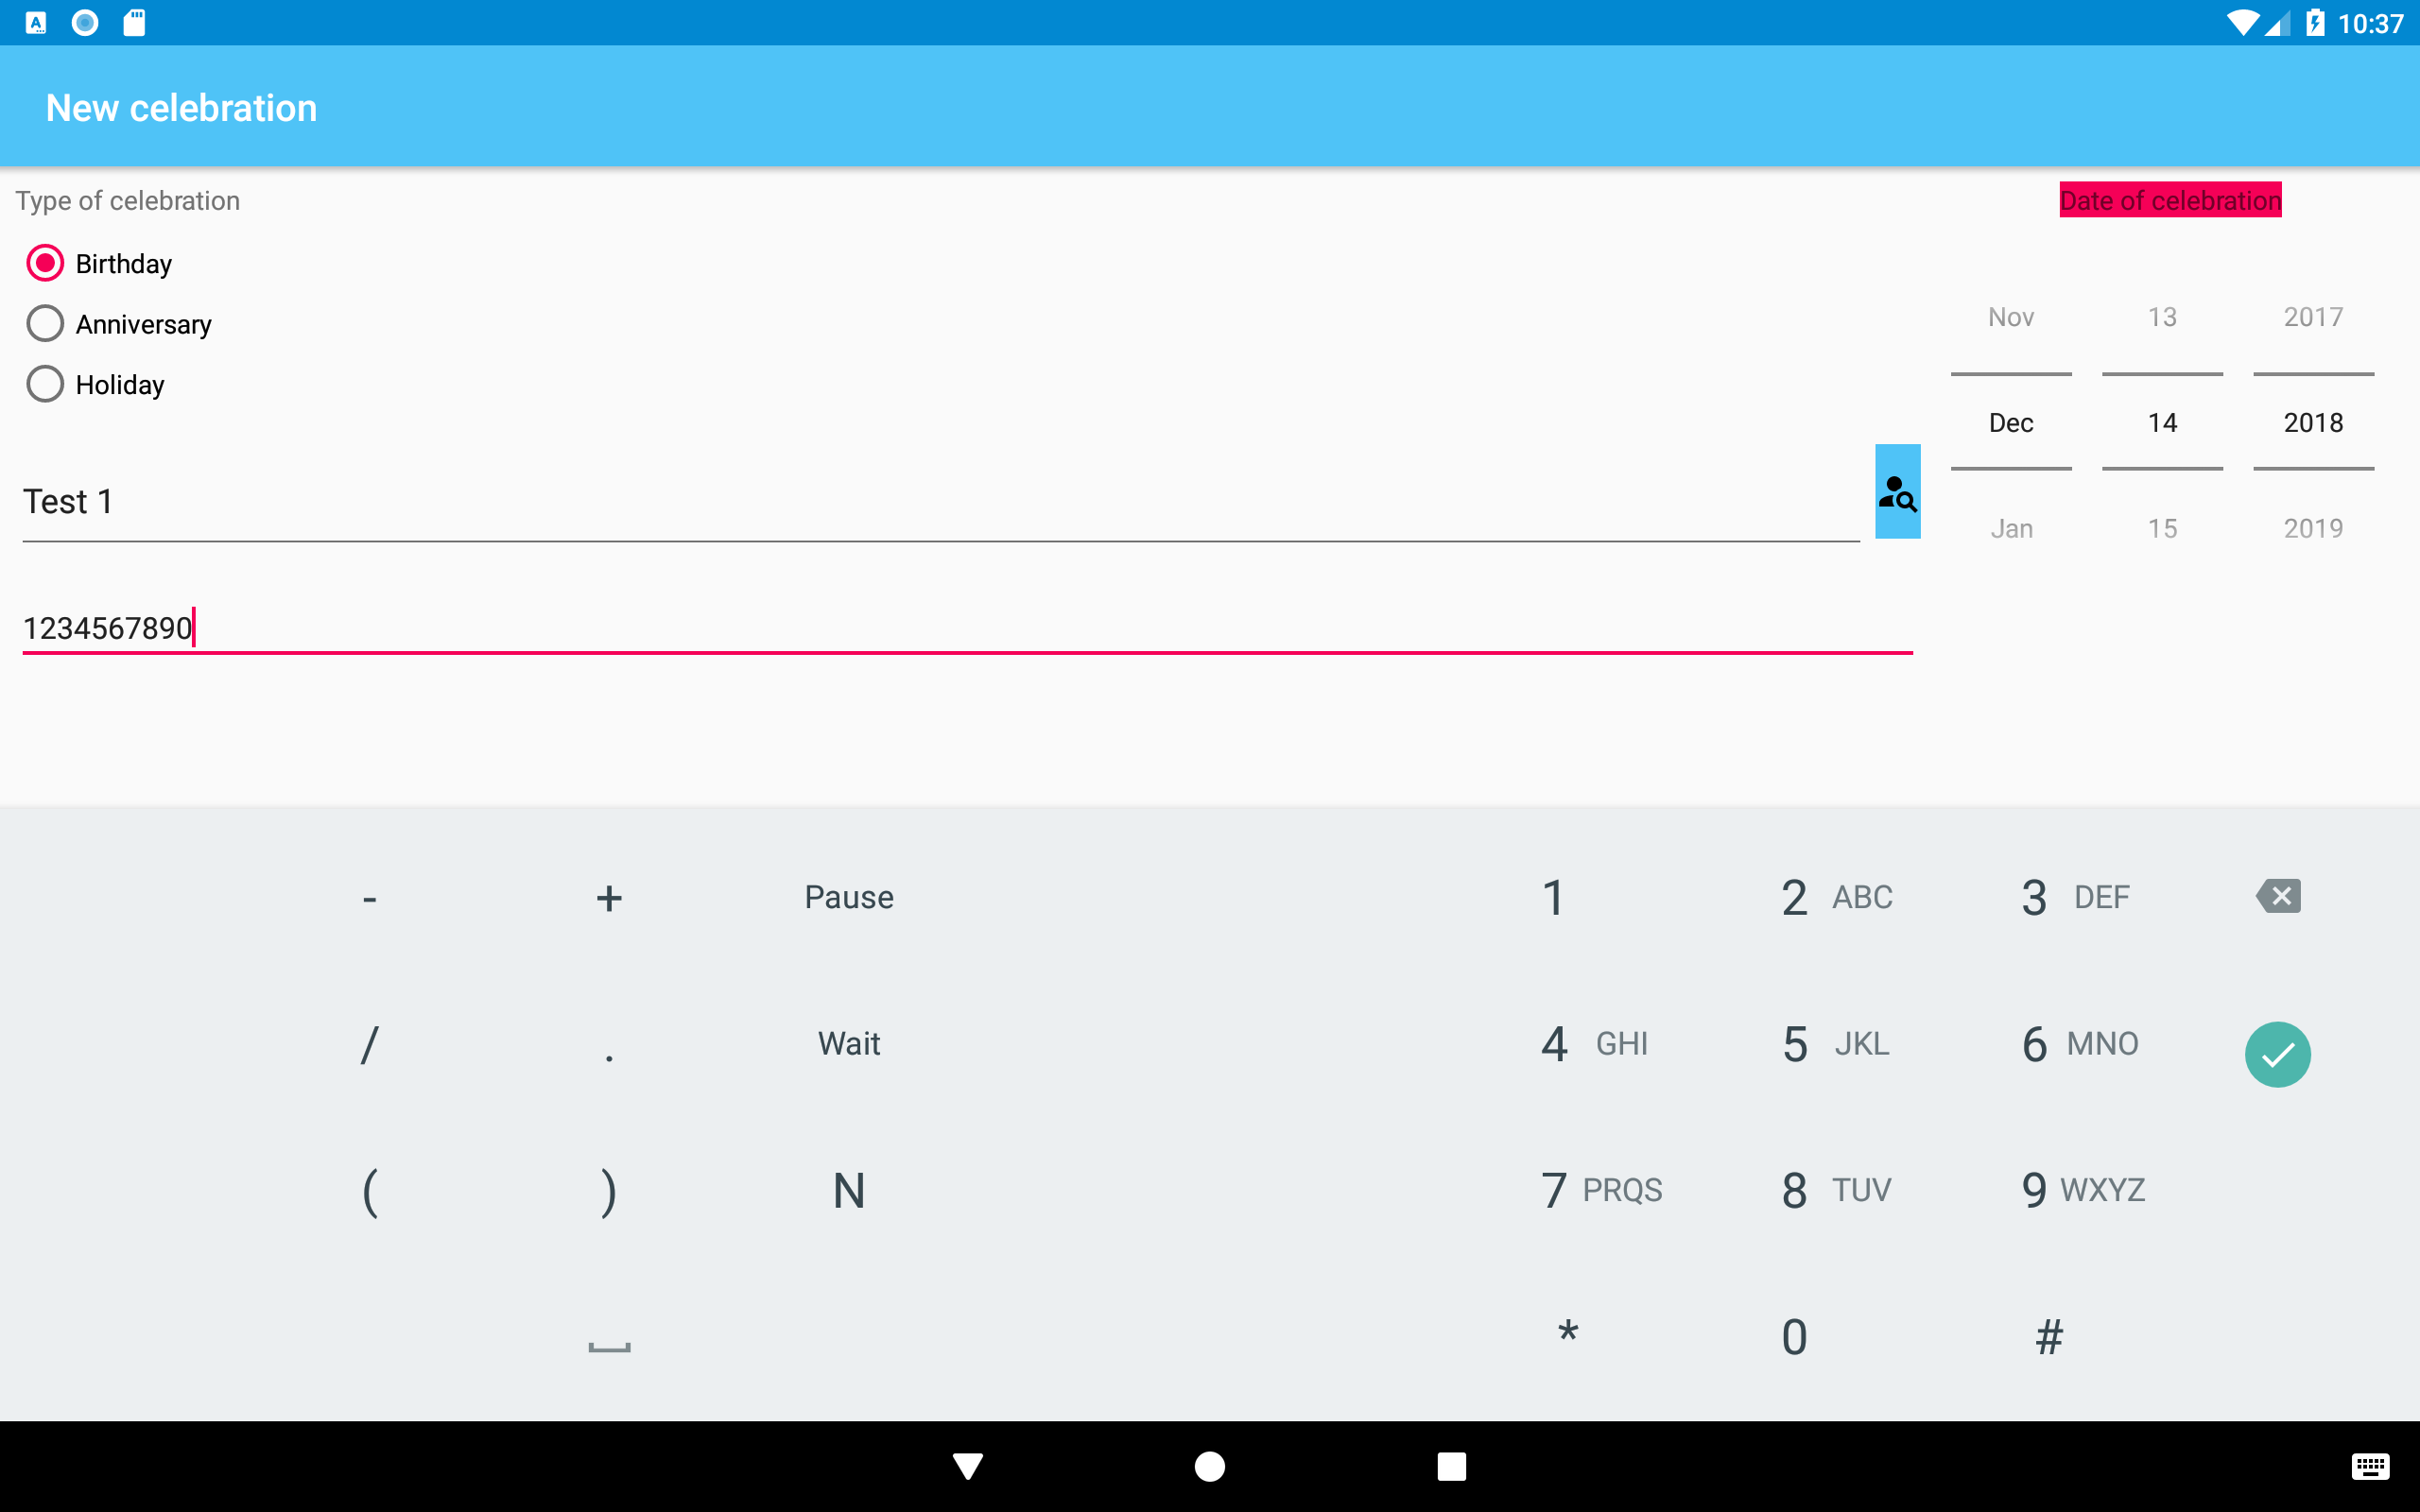 10:37
New celebration
Type of celebration
Date of celebration
Birthday
Anniversary
Holiday
Nov 13 2017
Dec 14 2018
Jan 15 2019
Test 1
1234567890
- + Pause 1 2 ABC 3 DEF
/ . Wait 4 GHI 5 JKL 6 MNO
( ) N 7 PRQS 8 TUV 9 WXYZ
* 0 #